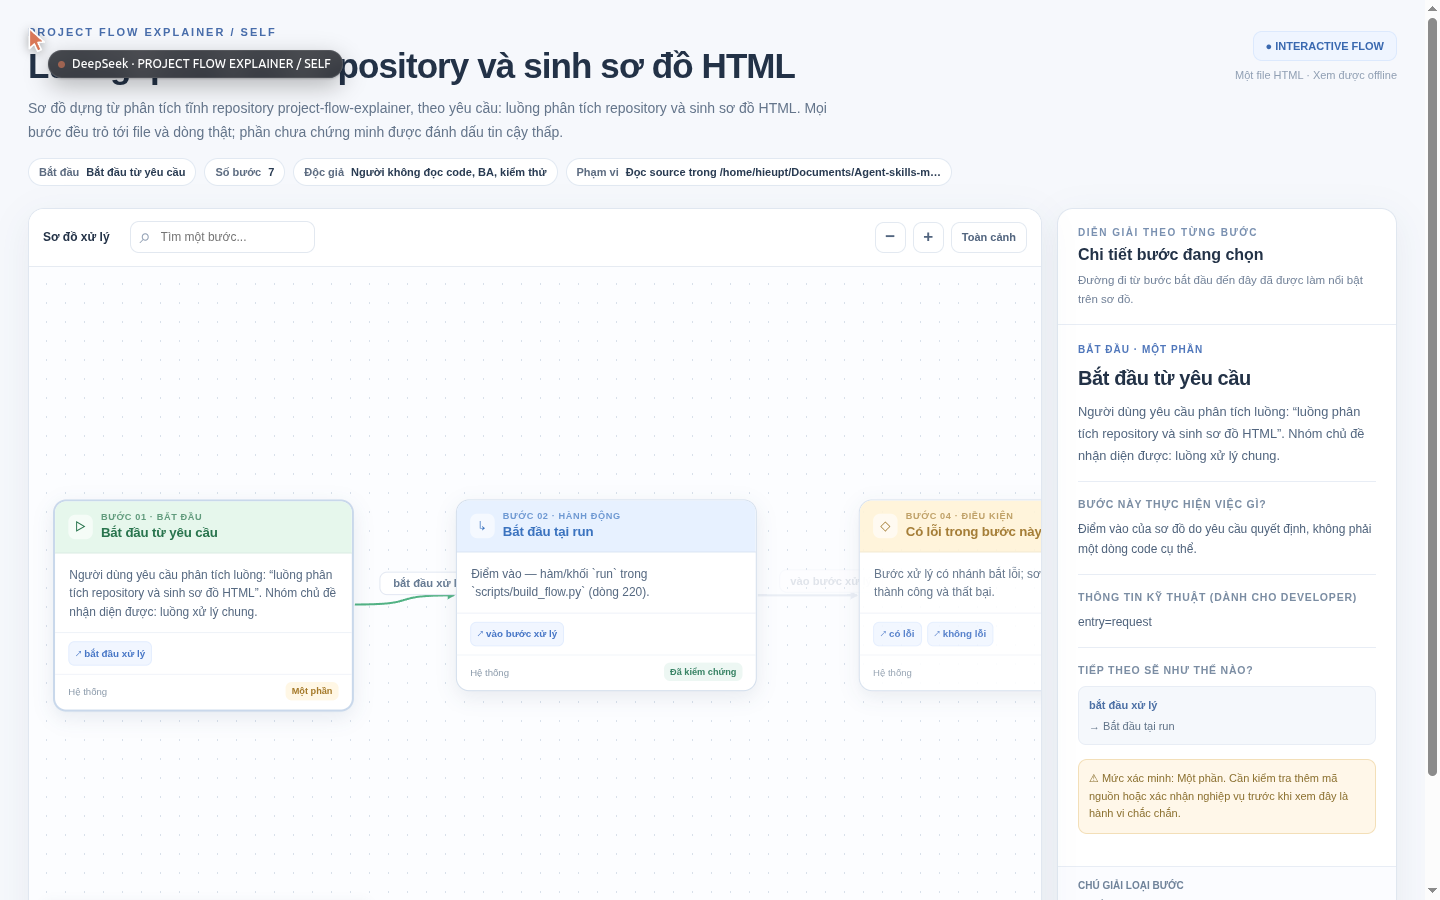 PROJECT FLOW EXPLAINER / SELF
DeepSeek · PROJECT FLOW EXPLAINER / SELF
repository và sinh sơ đồ HTML
● INTERACTIVE FLOW
Một file HTML · Xem được offline
Sơ đồ dựng từ phân tích tĩnh repository project-flow-explainer, theo yêu cầu: luồng phân tích repository và sinh sơ đồ HTML. Mọi
bước đều trỏ tới file và dòng thật; phần chưa chứng minh được đánh dấu tin cậy thấp.
Bắt đầu Bắt đầu từ yêu cầu
Số bước 7
Độc giả Người không đọc code, BA, kiểm thử
Phạm vi Đọc source trong /home/hieupt/Documents/Agent-skills-m…
Sơ đồ xử lý
Tìm một bước...
−
+
Toàn cảnh
BƯỚC 01 · BẮT ĐẦU
Bắt đầu từ yêu cầu
Người dùng yêu cầu phân tích luồng: “luồng phân
tích repository và sinh sơ đồ HTML”. Nhóm chủ đề
nhận diện được: luồng xử lý chung.
↗ bắt đầu xử lý
Hệ thống
Một phần
bắt đầu xử l
BƯỚC 02 · HÀNH ĐỘNG
Bắt đầu tại run
Điểm vào — hàm/khối `run` trong
`scripts/build_flow.py` (dòng 220).
↗ vào bước xử lý
Hệ thống
Đã kiểm chứng
vào bước xử
BƯỚC 04 · ĐIỀU KIỆN
Có lỗi trong bước này
Bước xử lý có nhánh bắt lỗi; sơ
thành công và thất bại.
↗ có lỗi
↗ không lỗi
Hệ thống
DIỄN GIẢI THEO TỪNG BƯỚC
Chi tiết bước đang chọn
Đường đi từ bước bắt đầu đến đây đã được làm nổi bật
trên sơ đồ.
BẮT ĐẦU · MỘT PHẦN
Bắt đầu từ yêu cầu
Người dùng yêu cầu phân tích luồng: “luồng phân
tích repository và sinh sơ đồ HTML”. Nhóm chủ đề
nhận diện được: luồng xử lý chung.
BƯỚC NÀY THỰC HIỆN VIỆC GÌ?
Điểm vào của sơ đồ do yêu cầu quyết định, không phải
một dòng code cụ thể.
THÔNG TIN KỸ THUẬT (DÀNH CHO DEVELOPER)
entry=request
TIẾP THEO SẼ NHƯ THẾ NÀO?
bắt đầu xử lý
→ Bắt đầu tại run
⚠ Mức xác minh: Một phần. Cần kiểm tra thêm mã
nguồn hoặc xác nhận nghiệp vụ trước khi xem đây là
hành vi chắc chắn.
CHÚ GIẢI LOẠI BƯỚC